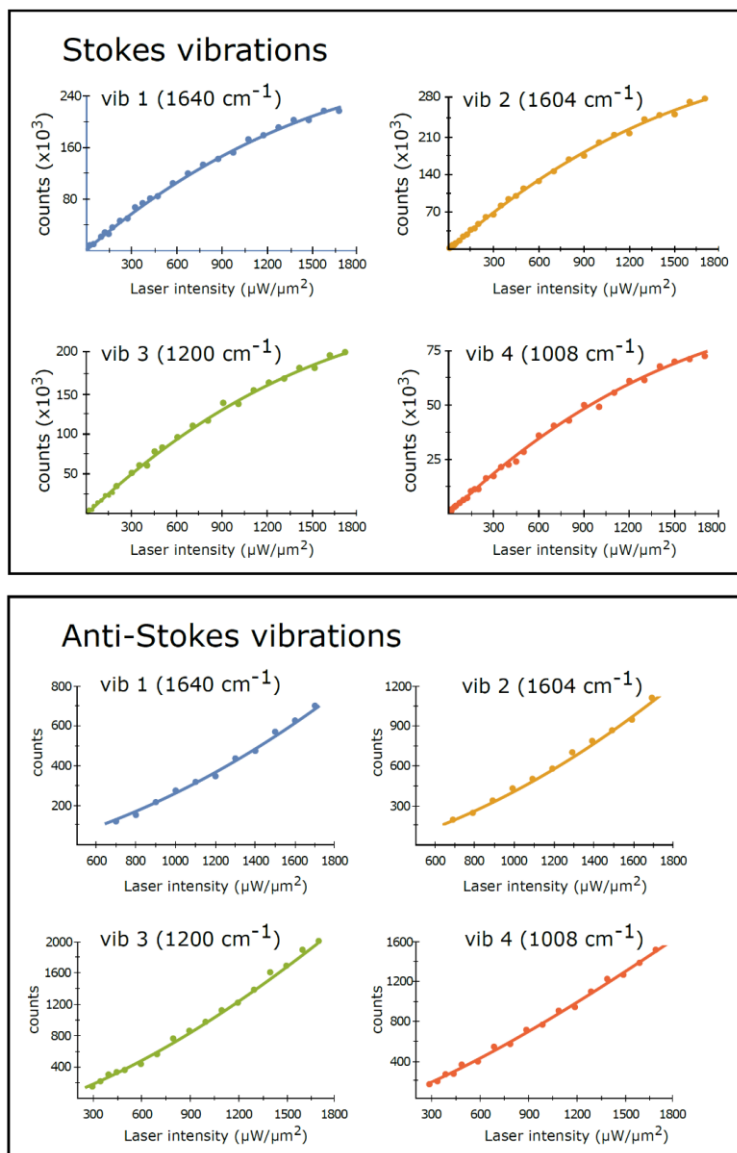 Stokes vibrations
vib 1 (1640 cm⁻¹)
counts (x10³)
240
160
80
300 600 900 1200 1500 1800
Laser intensity (μW/μm²)
vib 2 (1604 cm⁻¹)
counts (x10³)
280
210
140
70
300 600 900 1200 1500 1800
Laser intensity (μW/μm²)
vib 3 (1200 cm⁻¹)
counts (x10³)
200
150
100
50
300 600 900 1200 1500 1800
Laser intensity (μW/μm²)
vib 4 (1008 cm⁻¹)
counts (x10³)
75
50
25
300 600 900 1200 1500 1800
Laser intensity (μW/μm²)
Anti-Stokes vibrations
vib 1 (1640 cm⁻¹)
counts
800
600
400
200
600 800 1000 1200 1400 1600 1800
Laser intensity (μW/μm²)
vib 2 (1604 cm⁻¹)
counts
1200
900
600
300
600 800 1000 1200 1400 1600 1800
Laser intensity (μW/μm²)
vib 3 (1200 cm⁻¹)
counts
2000
1600
1200
800
400
300 600 900 1200 1500 1800
Laser intensity (μW/μm²)
vib 4 (1008 cm⁻¹)
counts
1600
1200
800
400
300 600 900 1200 1500 1800
Laser intensity (μW/μm²)